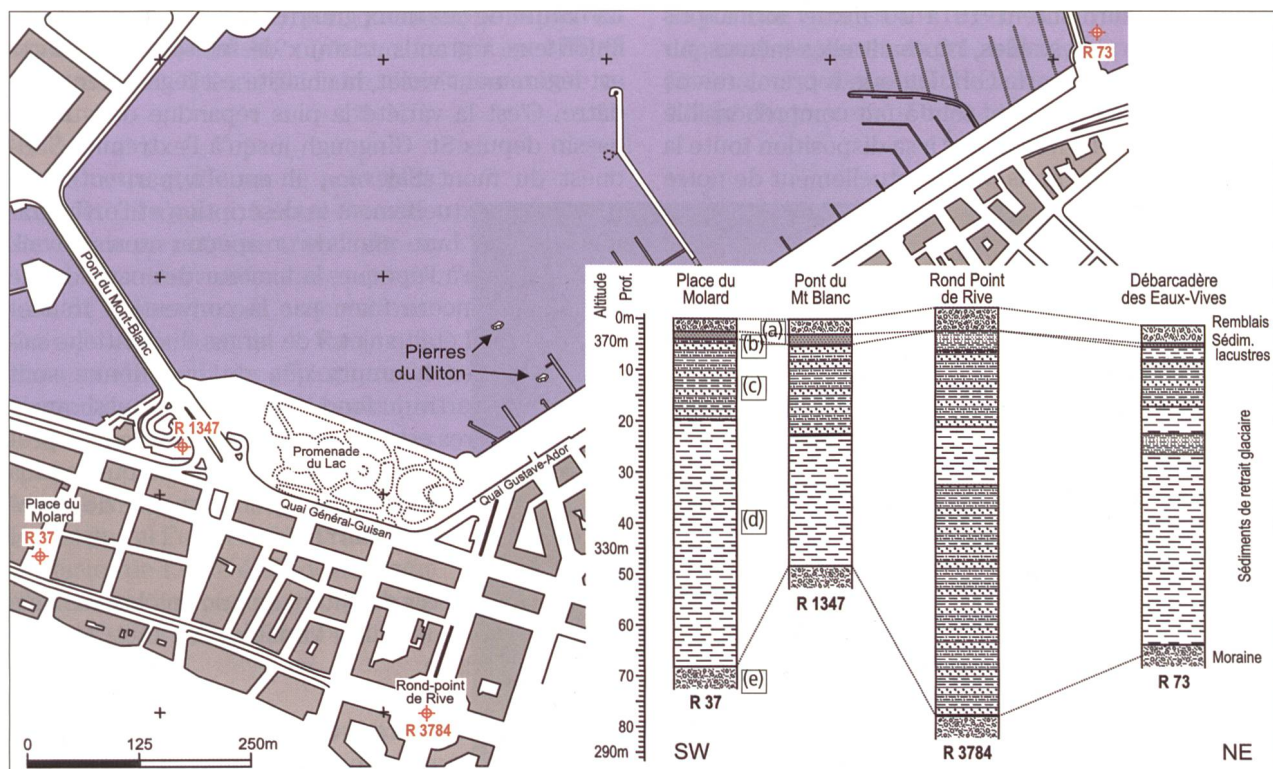 R 73
Pont du Mont-Blanc
Pierres
du Niton
R 1347
Promenade
du Lac
Quai Gustave-Ador
Quai Général-Guisan
Place du
Molard
R 37
Rond-point
de Rive
R 3784
0 125 250m
Altitude
Prof.
Place du
Molard
Pont du
Mt Blanc
Rond Point
de Rive
Débarcadère
des Eaux-Vives
0m
370m
10
20
30
40
330m
50
60
70
80
290m
(a)
(b)
(c)
(d)
(e)
Remblais
Sédim.
lacustres
Sédiments de retrait glaciaire
Moraine
R 37
R 1347
R 3784
R 73
SW
NE